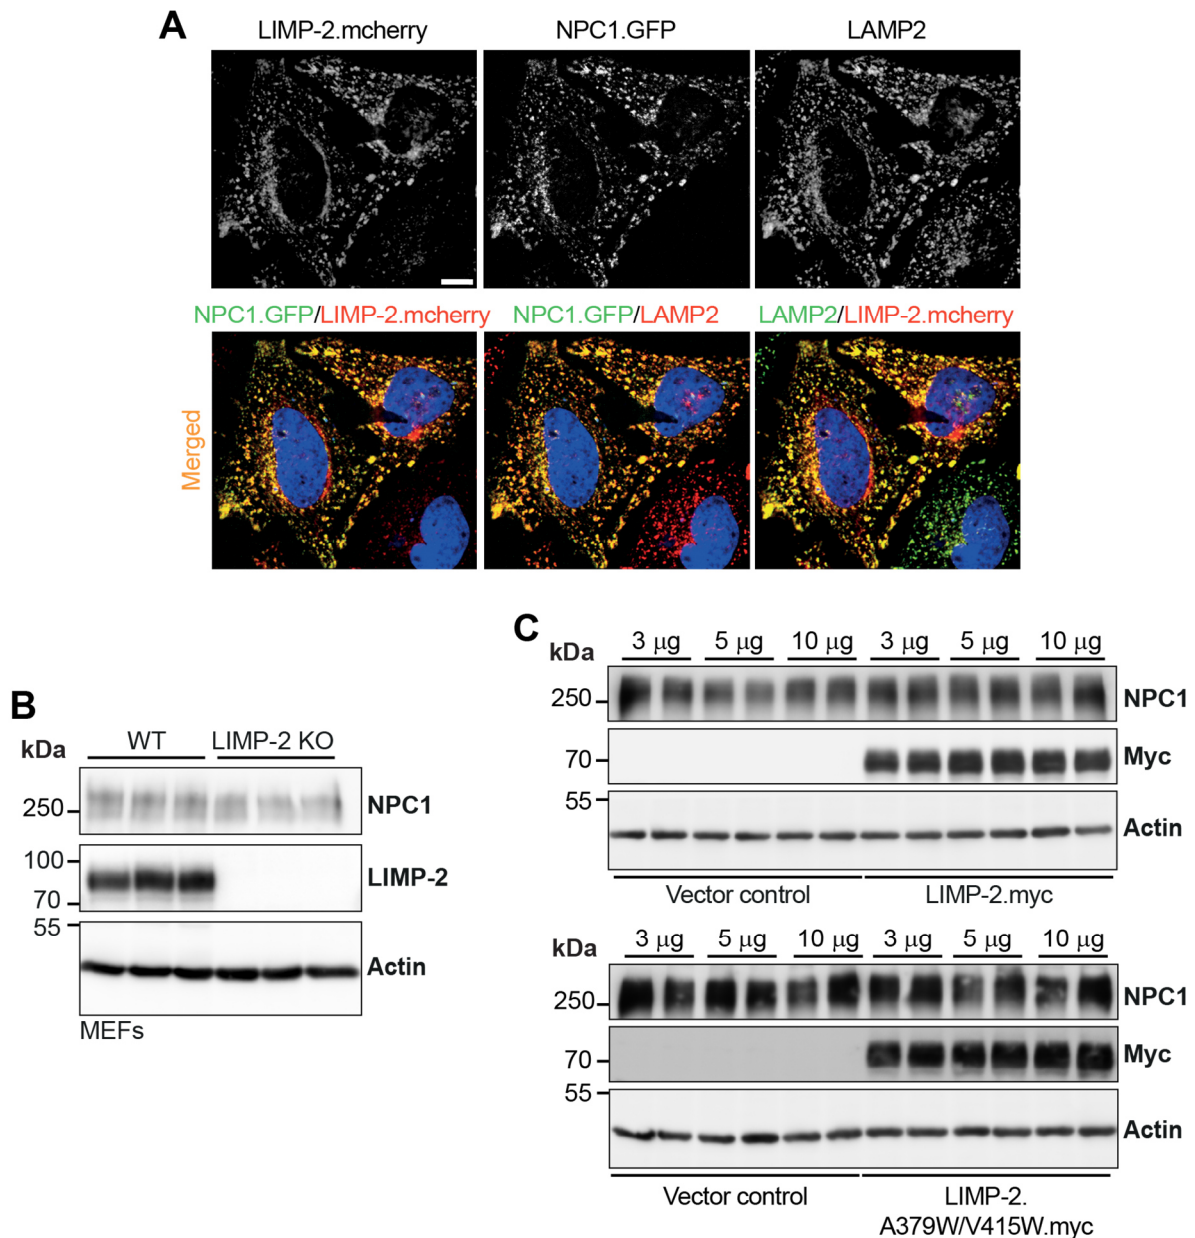 A
LIMP-2.mcherry NPC1.GFP LAMP2
NPC1.GFP/LIMP-2.mcherry NPC1.GFP/LAMP2 LAMP2/LIMP-2.mcherry
Merged
B
kDa WT LIMP-2 KO
250 NPC1
100
LIMP-2
70
55
Actin
MEFs
C
kDa 3 μg 5 μg 10 μg 3 μg 5 μg 10 μg
250 NPC1
70 Myc
55
Actin
Vector control LIMP-2.myc
kDa 3 μg 5 μg 10 μg 3 μg 5 μg 10 μg
250 NPC1
70 Myc
55
Actin
Vector control LIMP-2.
A379W/V415W.myc